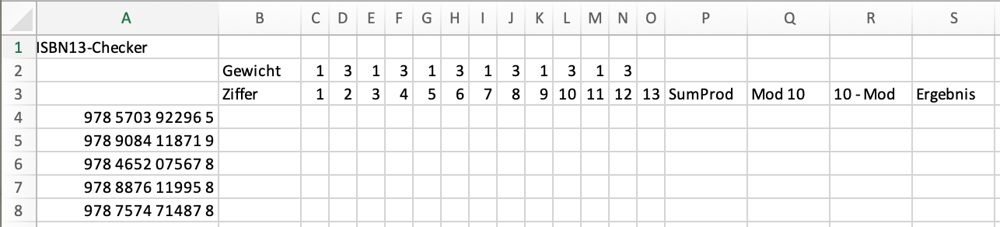 A B C D E F G H I J K L M N O P Q R S
1 ISBN13-Checker
2 Gewicht 1 3 1 3 1 3 1 3 1 3 1 3
3 Ziffer 1 2 3 4 5 6 7 8 9 10 11 12 13 SumProd Mod 10 10 - Mod Ergebnis
4 978 5703 92296 5
5 978 9084 11871 9
6 978 4652 07567 8
7 978 8876 11995 8
8 978 7574 71487 8